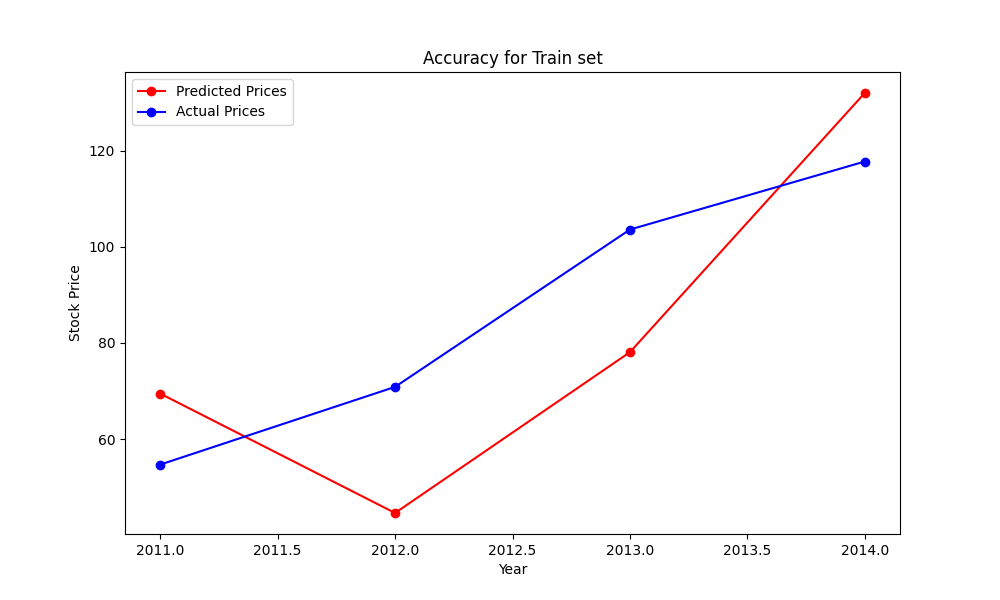 Accuracy for Train set
Predicted Prices
Actual Prices
120
100
80
60
Stock Price
2011.0 2011.5 2012.0 2012.5 2013.0 2013.5 2014.0
Year